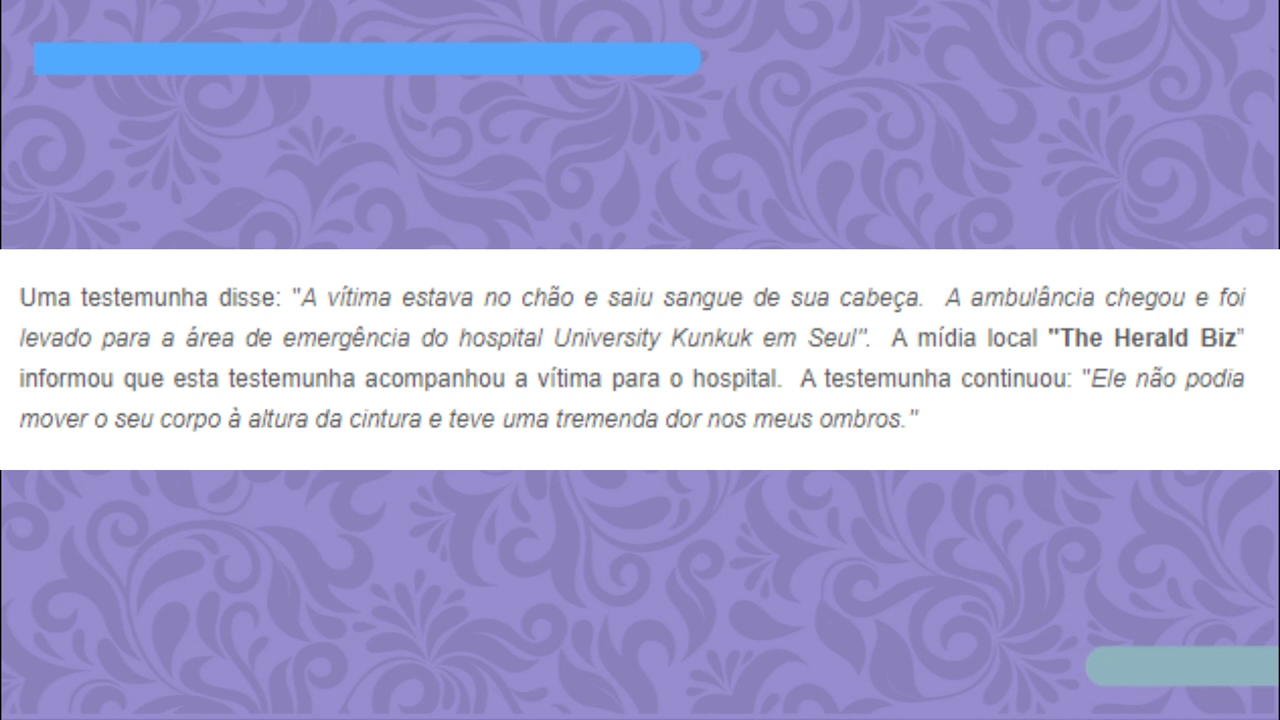 Uma testemunha disse: "A vítima estava no chão e saiu sangue de sua cabeça.  A ambulância chegou e foi
levado para a área de emergência do hospital University Kunkuk em Seul".  A mídia local "The Herald Biz"
informou que esta testemunha acompanhou a vítima para o hospital.  A testemunha continuou: "Ele não podia
mover o seu corpo à altura da cintura e teve uma tremenda dor nos meus ombros."